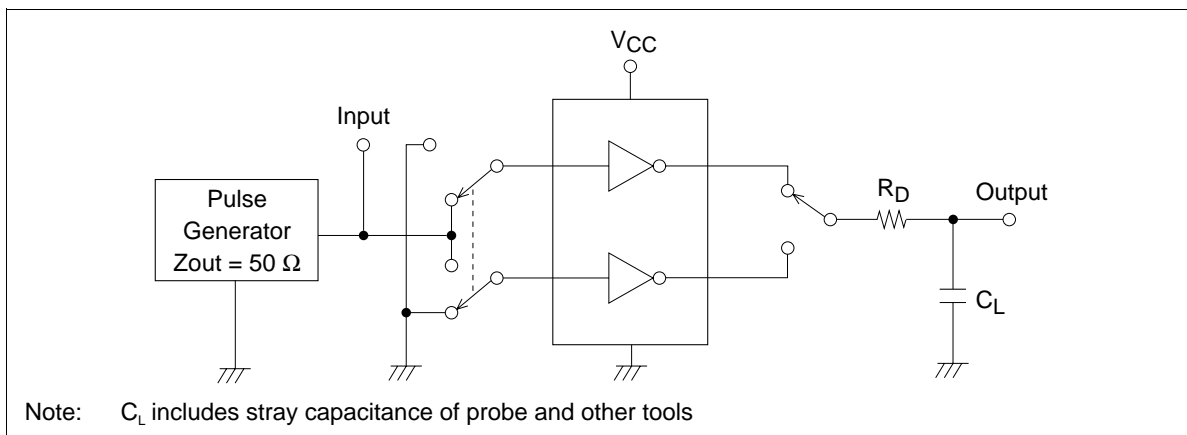 VCC
Input
Pulse
Generator
Zout = 50 Ω
RD
Output
CL
Note: CL includes stray capacitance of probe and other tools